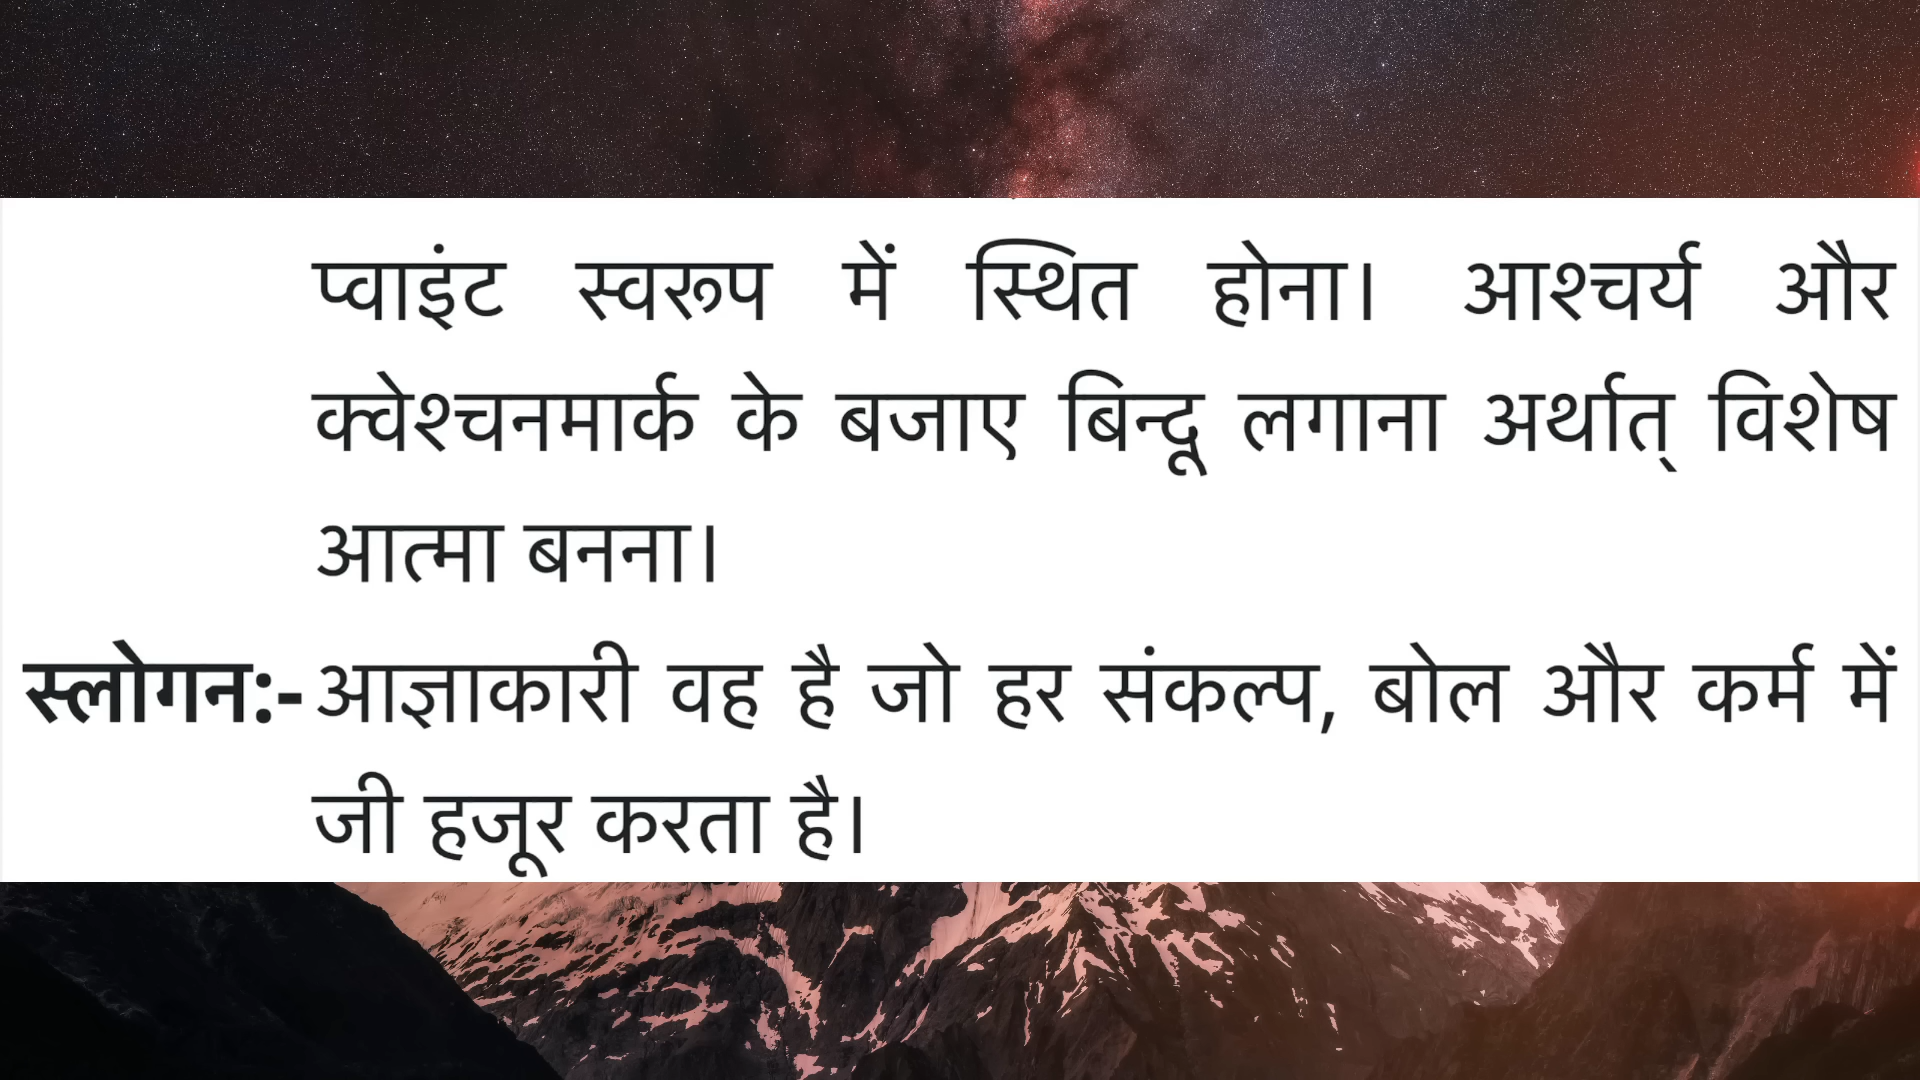 प्वाइंट स्वरूप में स्थित होना। आश्चर्य और
क्वेश्चनमार्क के बजाए बिन्दू लगाना अर्थात् विशेष
आत्मा बनना।
स्लोगन:- आज्ञाकारी वह है जो हर संकल्प, बोल और कर्म में
जी हजूर करता है।